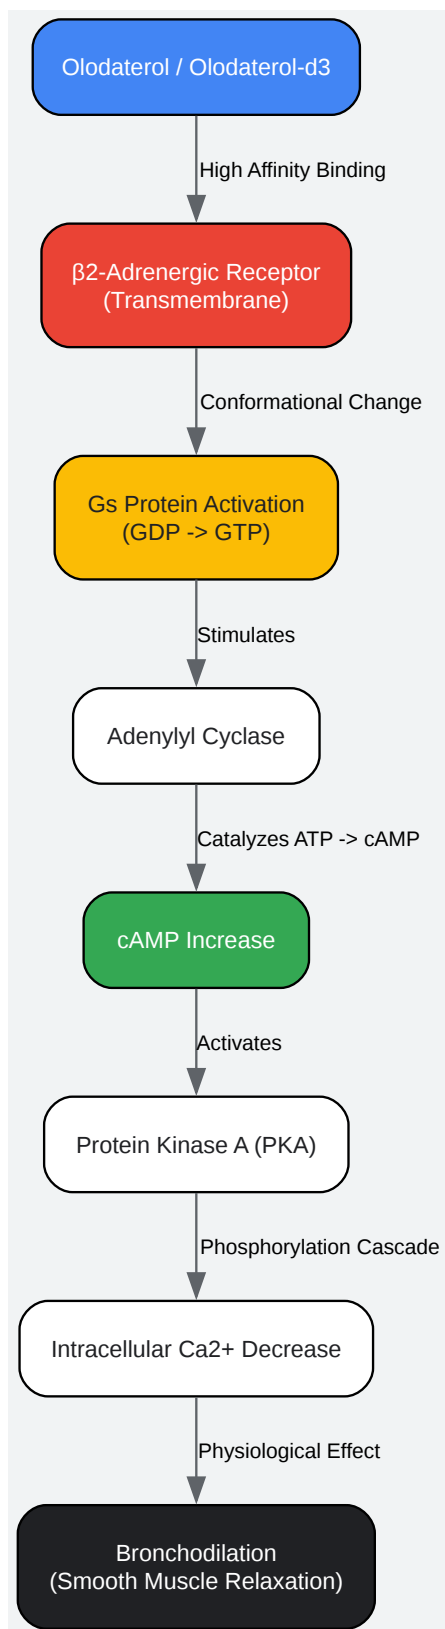 Olodaterol / Olodaterol-d3
High Affinity Binding
β2-Adrenergic Receptor
(Transmembrane)
Conformational Change
Gs Protein Activation
(GDP -> GTP)
Stimulates
Adenylyl Cyclase
Catalyzes ATP -> cAMP
cAMP Increase
Activates
Protein Kinase A (PKA)
Phosphorylation Cascade
Intracellular Ca2+ Decrease
Physiological Effect
Bronchodilation
(Smooth Muscle Relaxation)